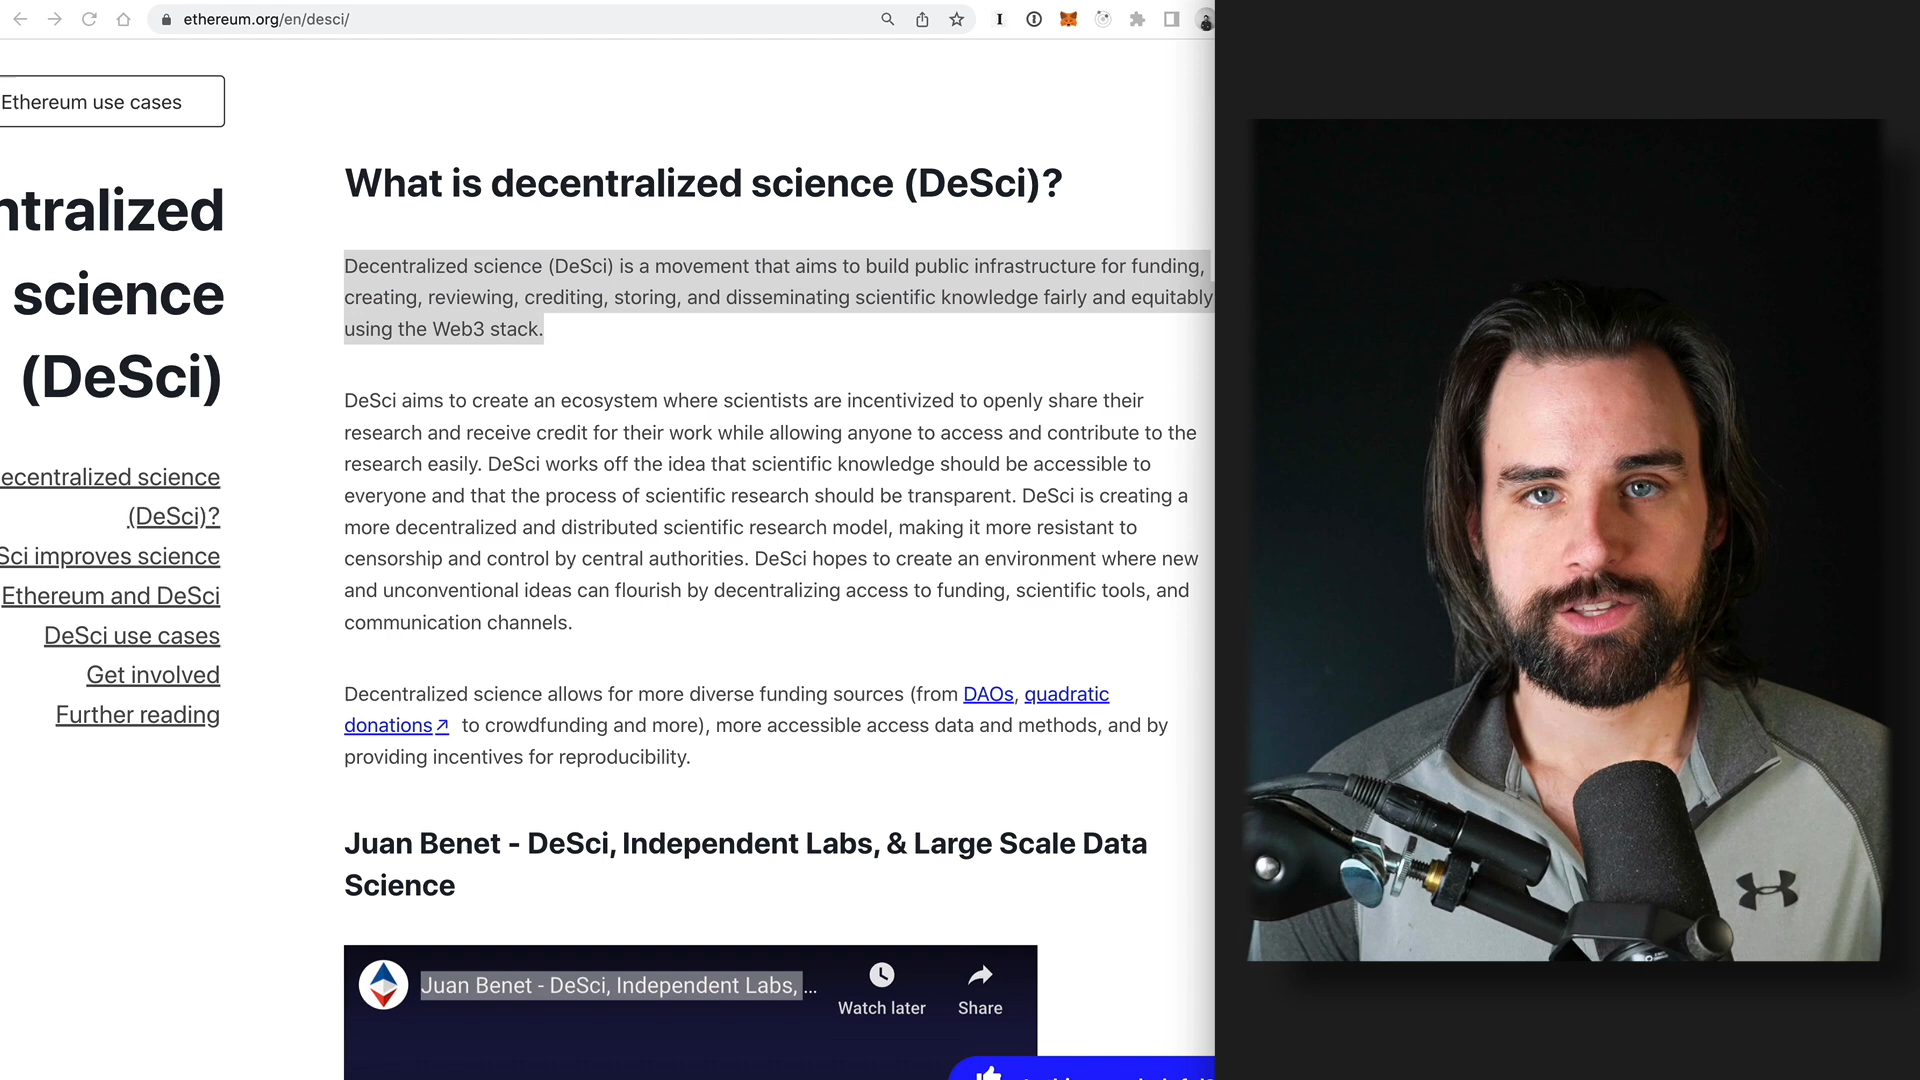 ethereum.org/en/desci/
Ethereum use cases
ntralized
science
(DeSci)
ecentralized science
(DeSci)?
Sci improves science
Ethereum and DeSci
DeSci use cases
Get involved
Further reading
What is decentralized science (DeSci)?
Decentralized science (DeSci) is a movement that aims to build public infrastructure for funding,
creating, reviewing, crediting, storing, and disseminating scientific knowledge fairly and equitably
using the Web3 stack.
DeSci aims to create an ecosystem where scientists are incentivized to openly share their
research and receive credit for their work while allowing anyone to access and contribute to the
research easily. DeSci works off the idea that scientific knowledge should be accessible to
everyone and that the process of scientific research should be transparent. DeSci is creating a
more decentralized and distributed scientific research model, making it more resistant to
censorship and control by central authorities. DeSci hopes to create an environment where new
and unconventional ideas can flourish by decentralizing access to funding, scientific tools, and
communication channels.
Decentralized science allows for more diverse funding sources (from DAOs, quadratic
donations↗ to crowdfunding and more), more accessible access data and methods, and by
providing incentives for reproducibility.
Juan Benet - DeSci, Independent Labs, & Large Scale Data
Science
Juan Benet - DeSci, Independent Labs, ...
Watch later
Share